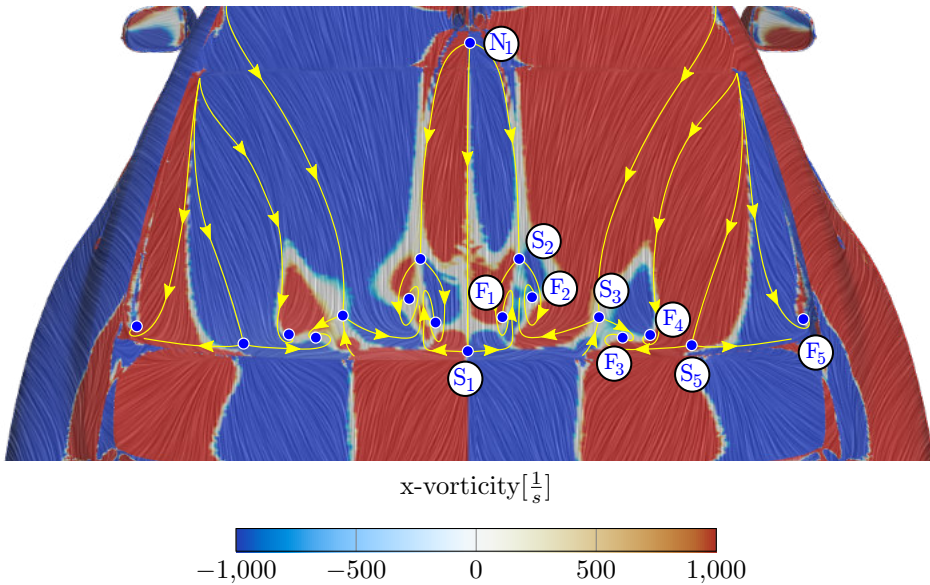 N1
S2
F1 F2
S3
F4
F3
S1 S5 F5
x-vorticity[1/s]
−1,000 −500 0 500 1,000